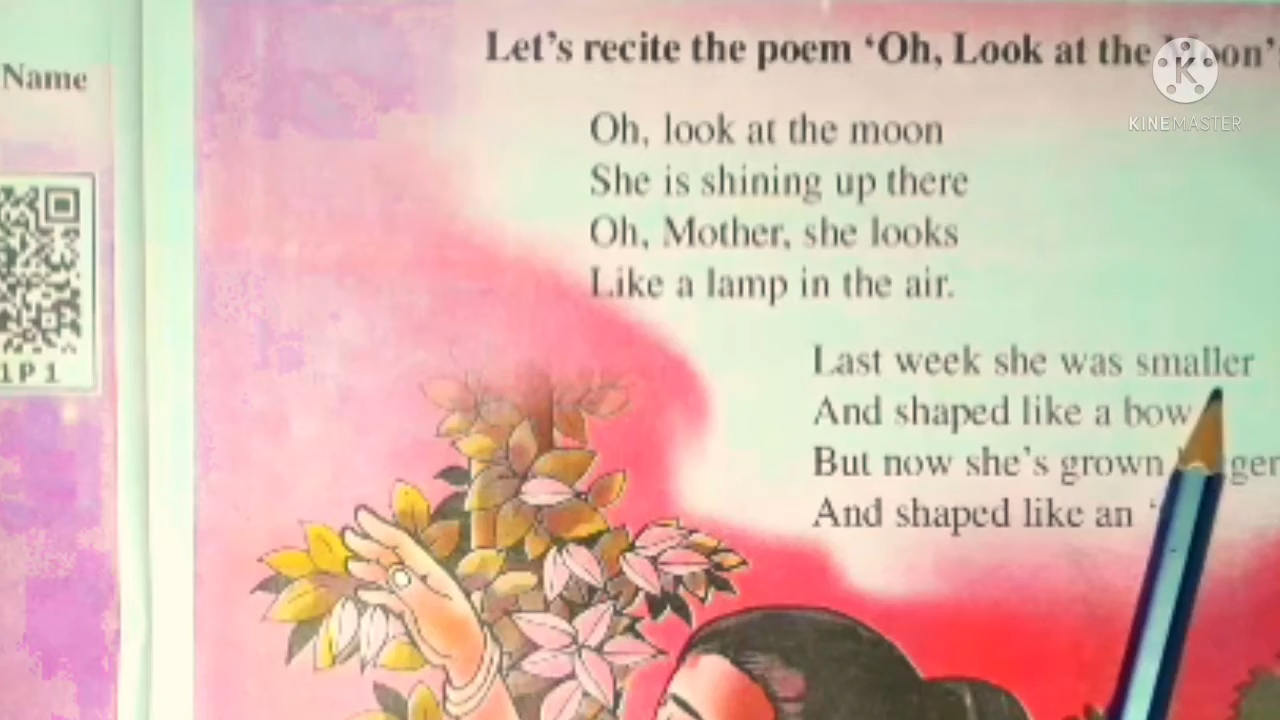 Let's recite the poem 'Oh, Look at the
KINEMASTER
Name
Oh, look at the moon
She is shining up there
Oh, Mother, she looks
Like a lamp in the air.
1P1
Last week she was smaller
And shaped like a bow
But now she's grown
And shaped like an